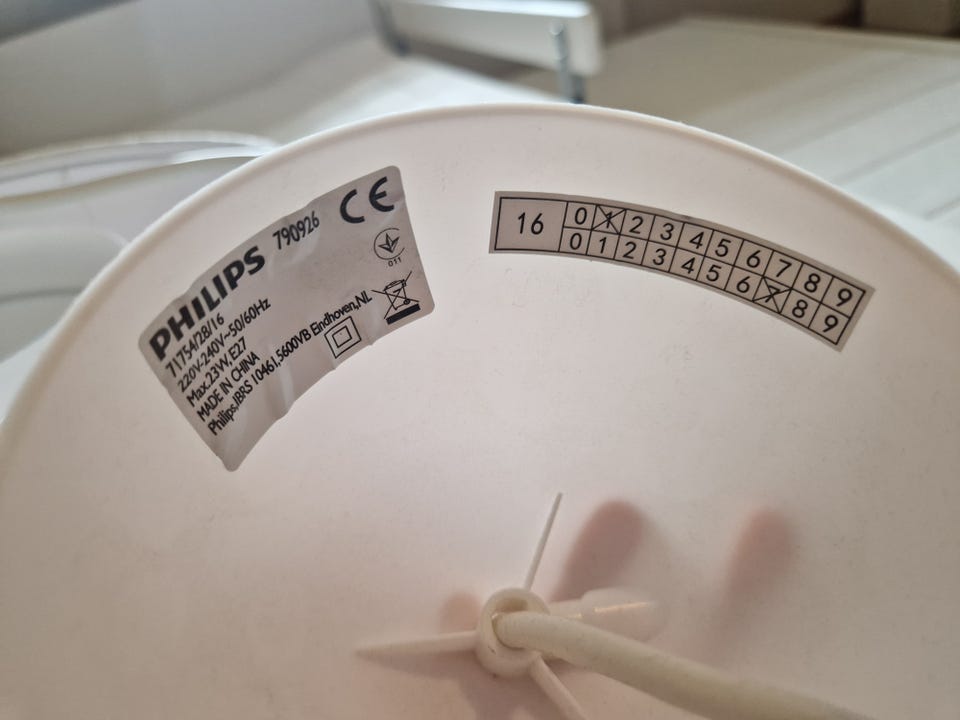 PHILIPS 790926 CE
71754/28/16
220V-240V~50/60Hz
Max.23W, E27
MADE IN CHINA
Philips,IBRS 10461,5600VB Eindhoven,NL
011
16
0 1 2 3 4 5 6 7 8 9
0 1 2 3 4 5 6 7 8 9